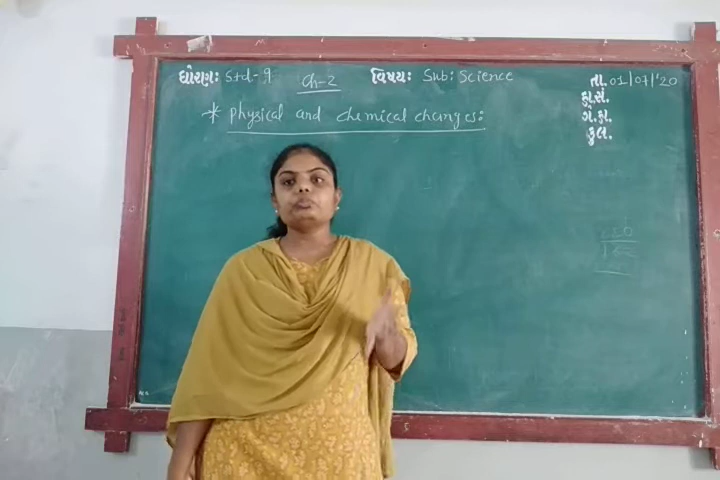 ધોરણઃ Std-9 Ch-2 વિષયઃ Sub: Science તા. 01/07/'20
* Physical and chemical changes: ફા.સં.
ગે.હા.
કુલ.